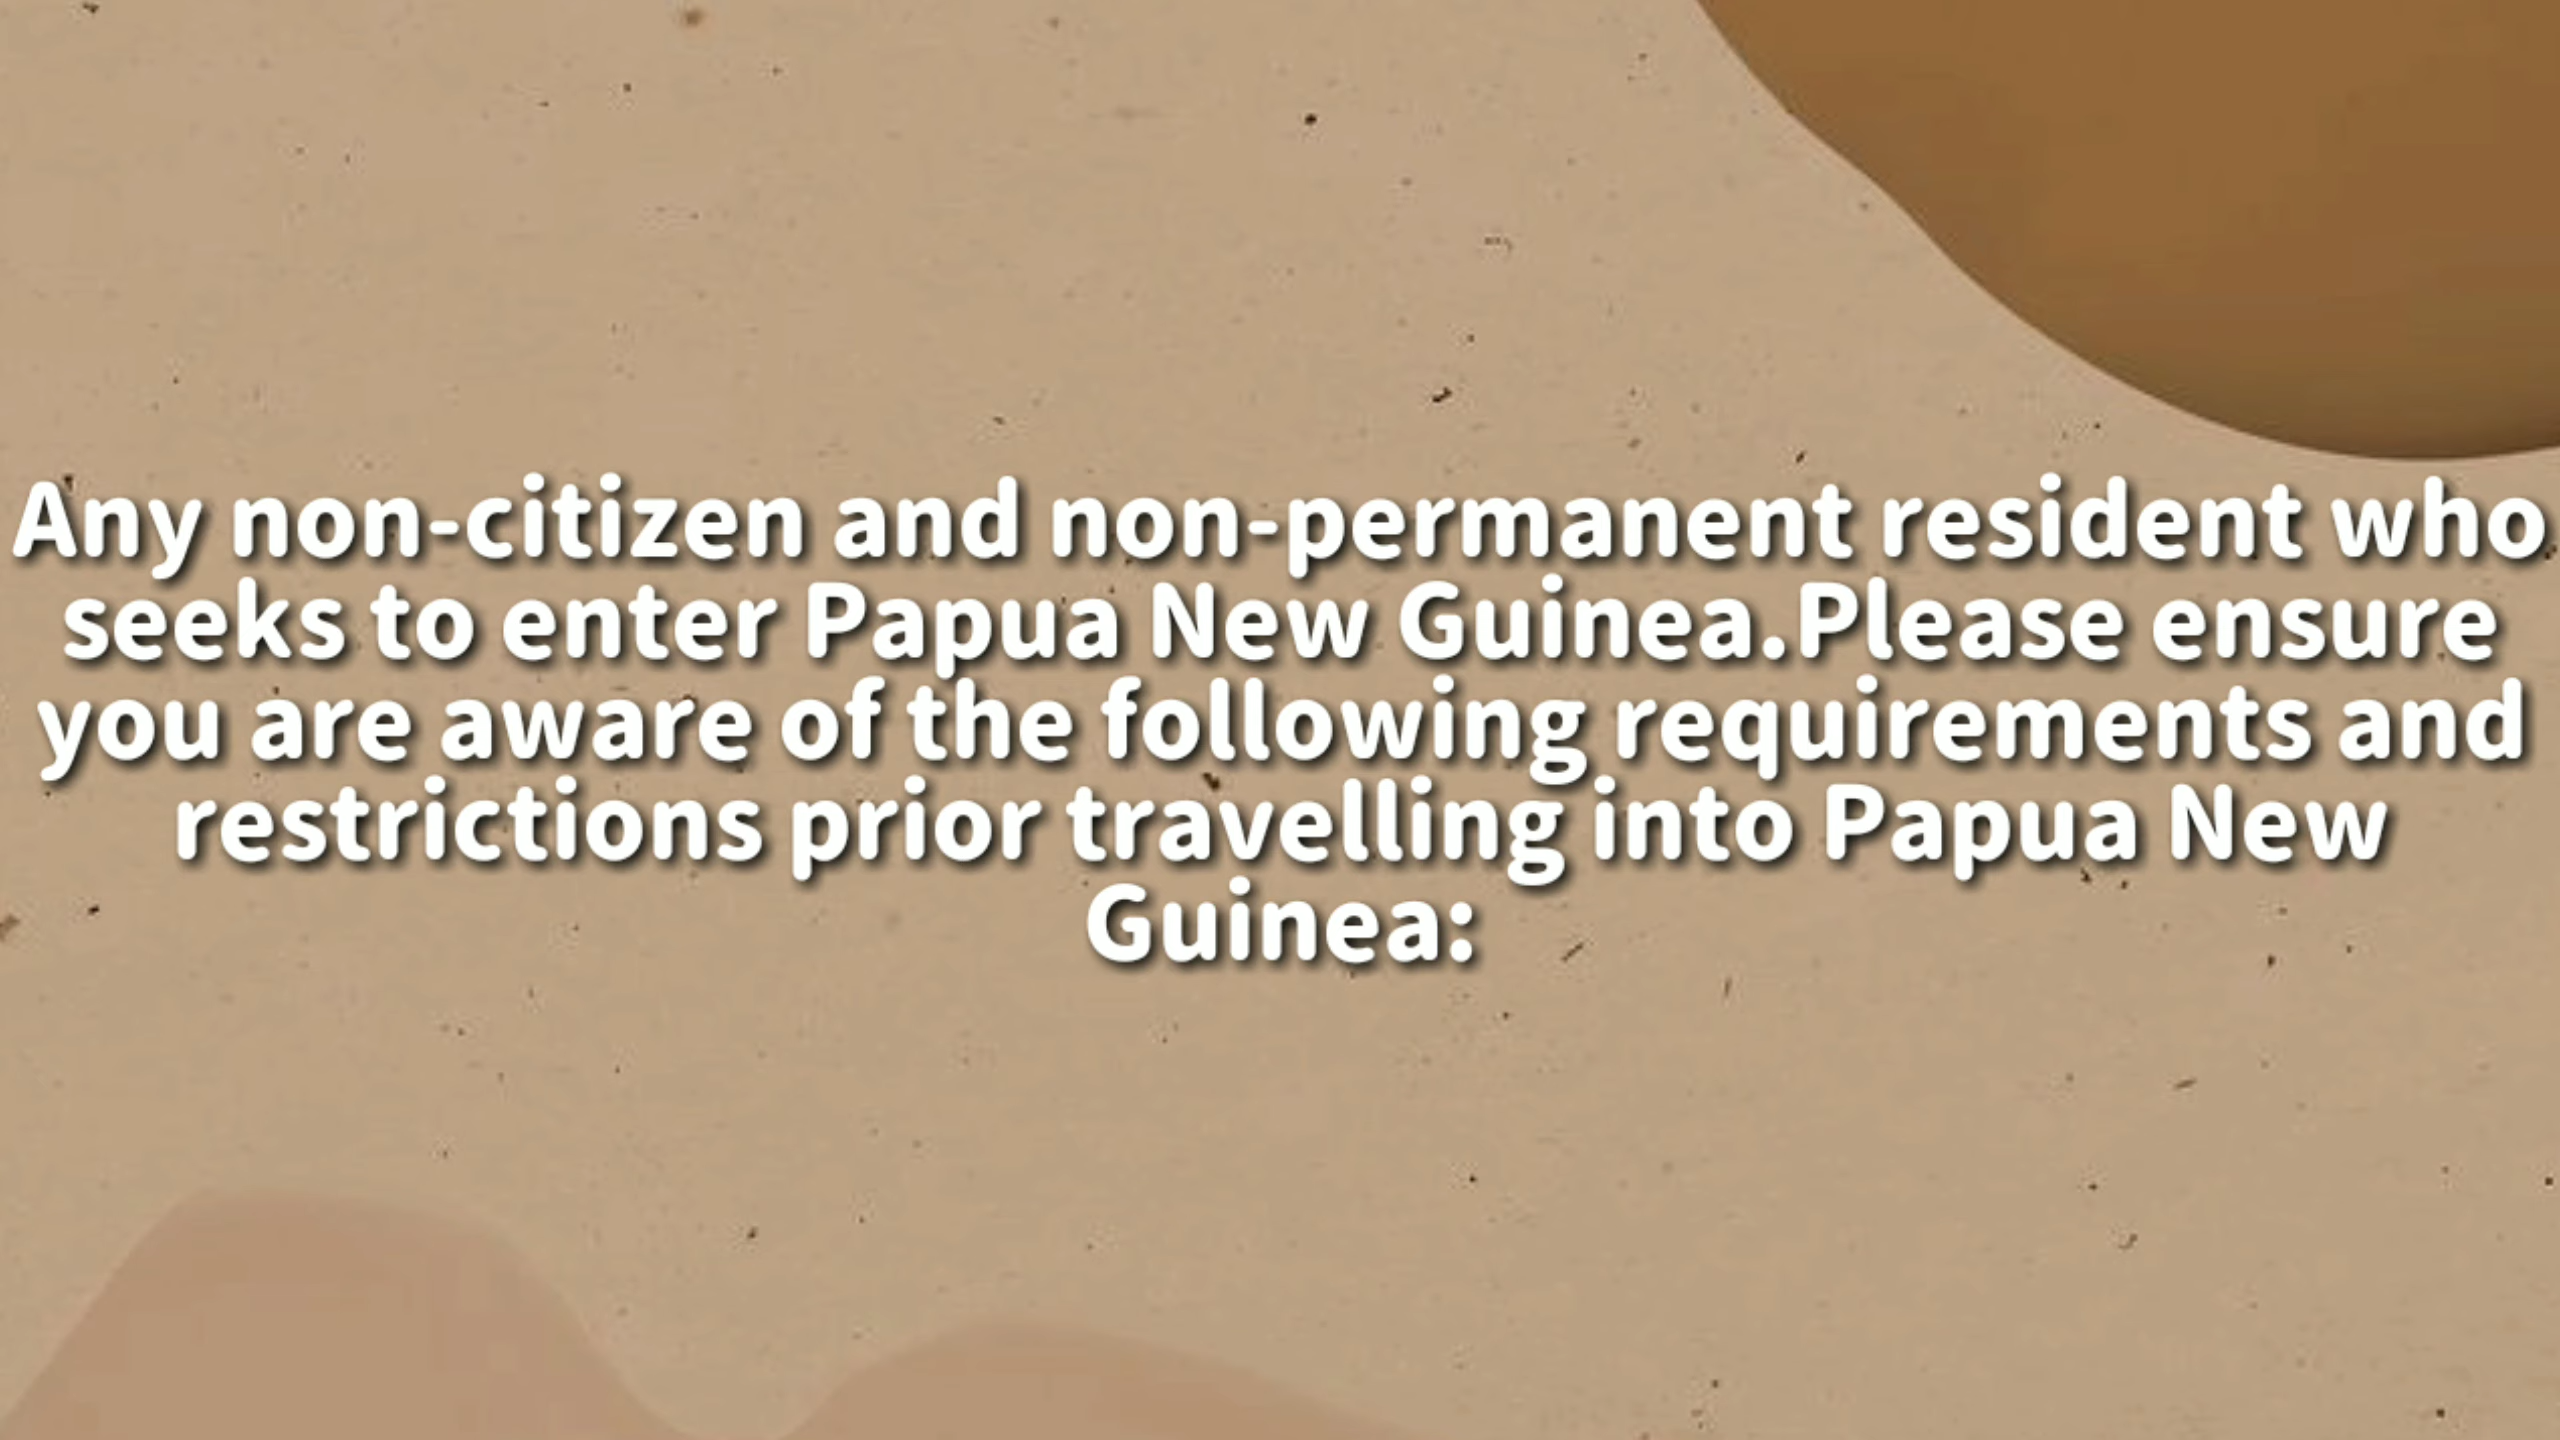 Any non-citizen and non-permanent resident who
seeks to enter Papua New Guinea.Please ensure
you are aware of the following requirements and
restrictions prior travelling into Papua New
Guinea: